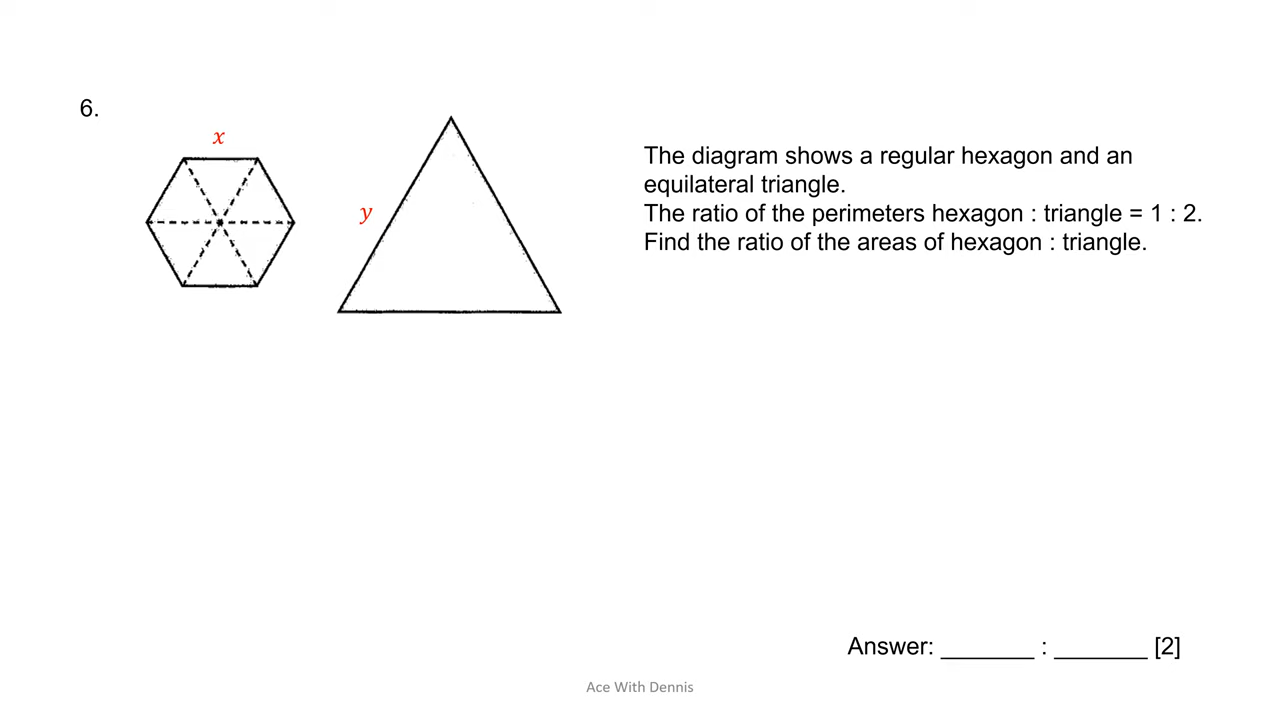 6.
x
y
The diagram shows a regular hexagon and an
equilateral triangle.
The ratio of the perimeters hexagon : triangle = 1 : 2.
Find the ratio of the areas of hexagon : triangle.
Answer: _______ : _______ [2]
Ace With Dennis